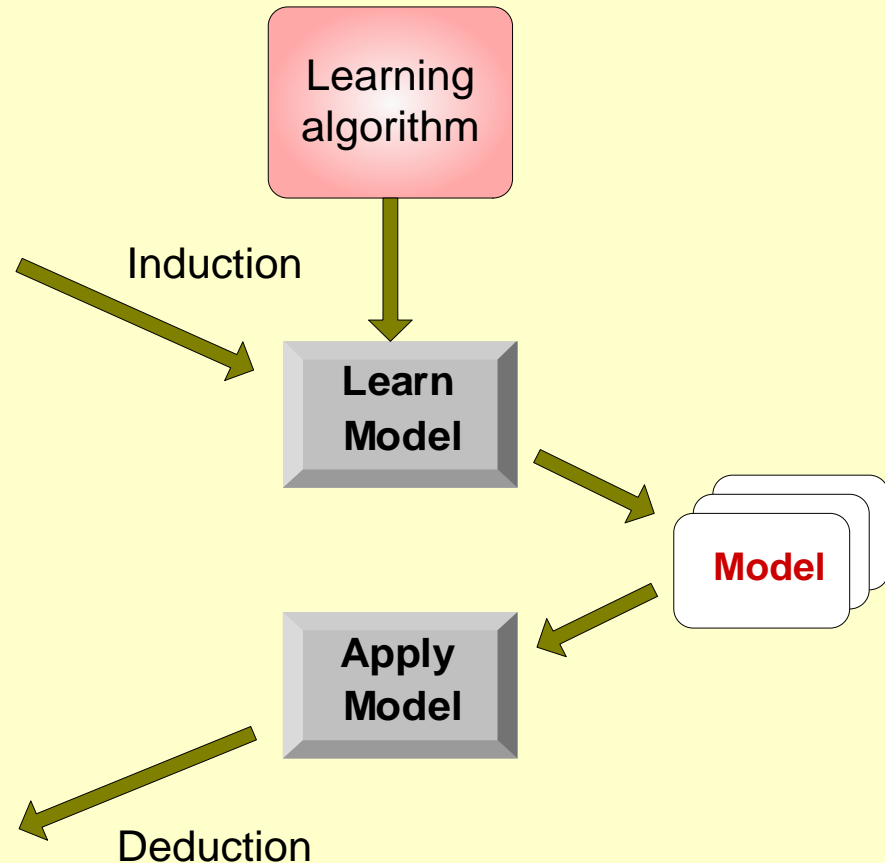 Learning
algorithm
Induction
Learn
Model
Model
Apply
Model
Deduction